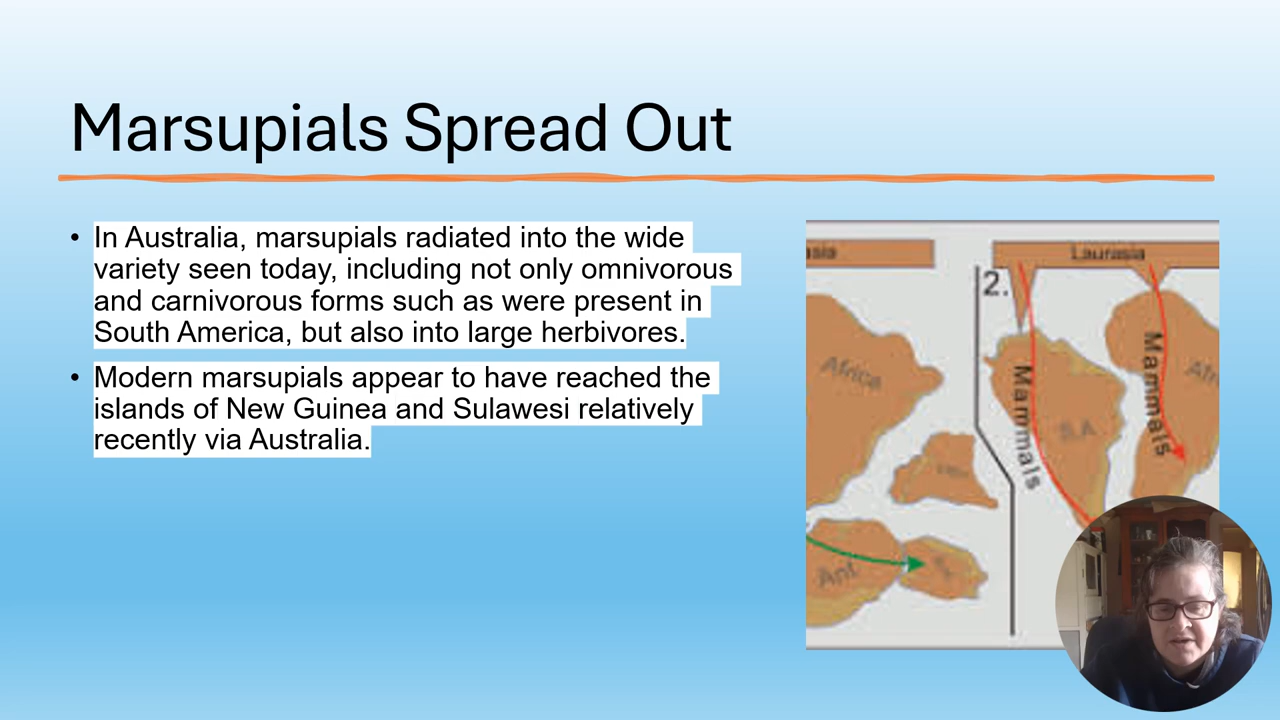 Marsupials Spread Out
• In Australia, marsupials radiated into the wide
variety seen today, including not only omnivorous
and carnivorous forms such as were present in
South America, but also into large herbivores.
• Modern marsupials appear to have reached the
islands of New Guinea and Sulawesi relatively
recently via Australia.
asia
Laurasia
2.
Africa
Mammals
S.A
Mammals
Afri
Ant